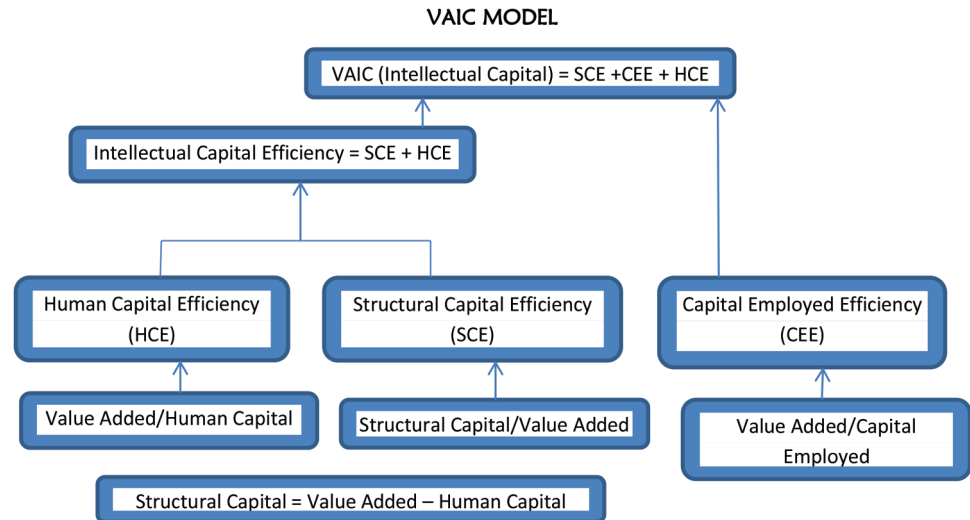 VAIC MODEL
VAIC (Intellectual Capital) = SCE +CEE + HCE
Intellectual Capital Efficiency = SCE + HCE
Human Capital Efficiency
(HCE)
Structural Capital Efficiency
(SCE)
Capital Employed Efficiency
(CEE)
Value Added/Human Capital
Structural Capital/Value Added
Value Added/Capital
Employed
Structural Capital = Value Added – Human Capital